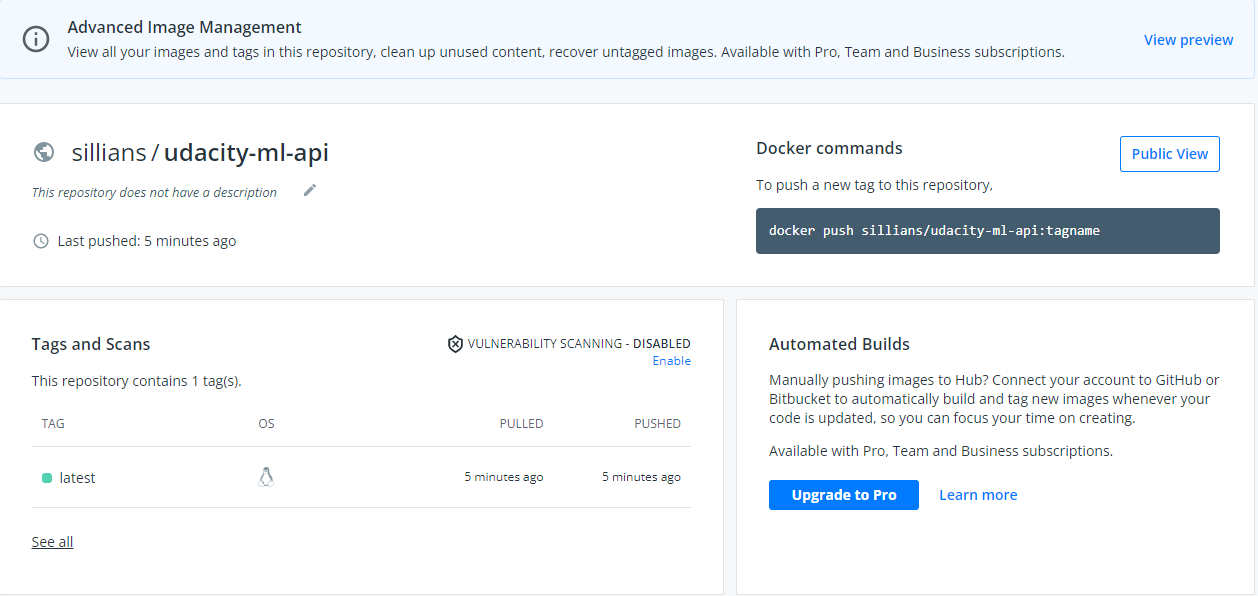 Advanced Image Management
View all your images and tags in this repository, clean up unused content, recover untagged images. Available with Pro, Team and Business subscriptions.
View preview
sillians / udacity-ml-api
This repository does not have a description
Last pushed: 5 minutes ago
Docker commands
Public View
To push a new tag to this repository,
docker push sillians/udacity-ml-api:tagname
Tags and Scans
VULNERABILITY SCANNING - DISABLED
Enable
This repository contains 1 tag(s).
TAG OS PULLED PUSHED
latest 5 minutes ago 5 minutes ago
See all
Automated Builds
Manually pushing images to Hub? Connect your account to GitHub or
Bitbucket to automatically build and tag new images whenever your
code is updated, so you can focus your time on creating.
Available with Pro, Team and Business subscriptions.
Upgrade to Pro Learn more